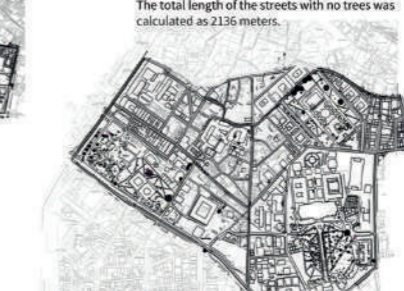 The total length of the streets with no trees was
calculated as 2136 meters.